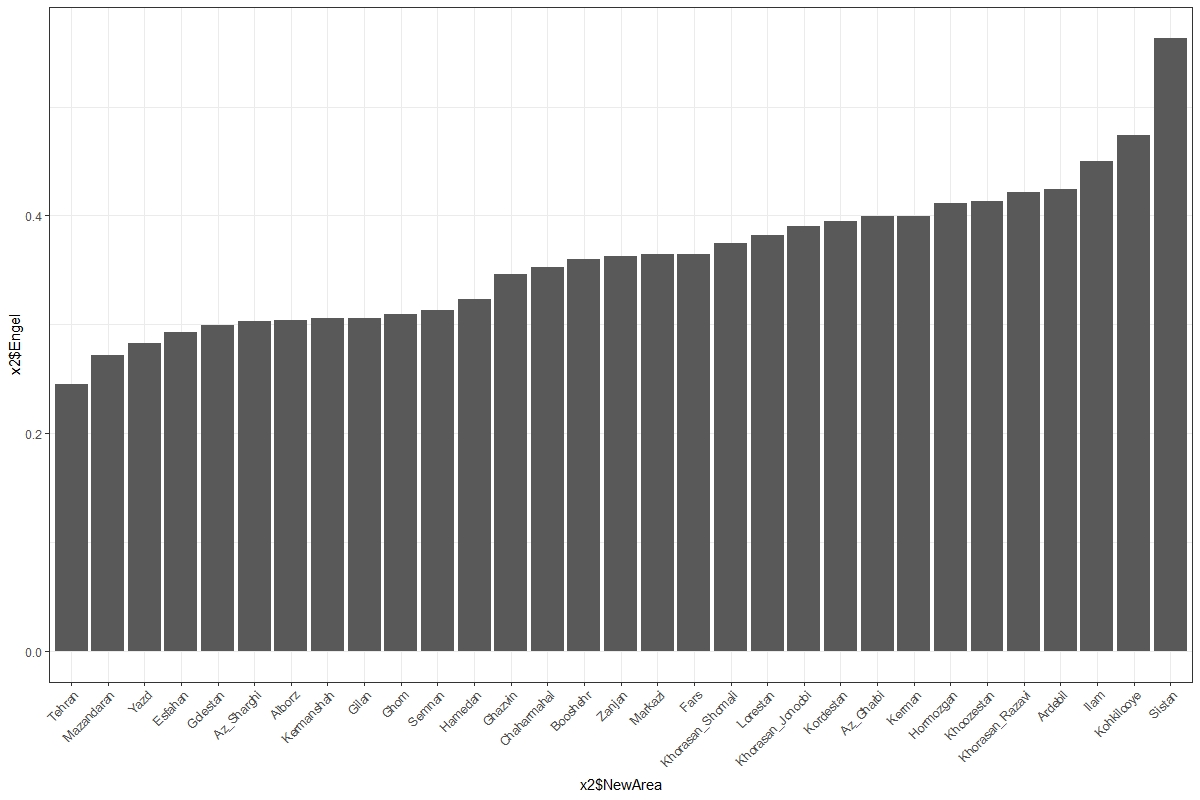 x2$Engel
0.4
0.2
0.0
Tehran
Mazandaran
Yazd
Esfahan
Golestan
Az_Sharghi
Alborz
Kermanshah
Gilan
Ghom
Semnan
Hamedan
Ghazvin
Chaharmahal
Booshehr
Zanjan
Markazi
Fars
Khorasan_Shomali
Lorestan
Khorasan_Jonoobi
Kordestan
Az_Gharbi
Kerman
Hormozgan
Khoozestan
Khorasan_Razavi
Ardebil
Ilam
Kohkilooye
Sistan
x2$NewArea